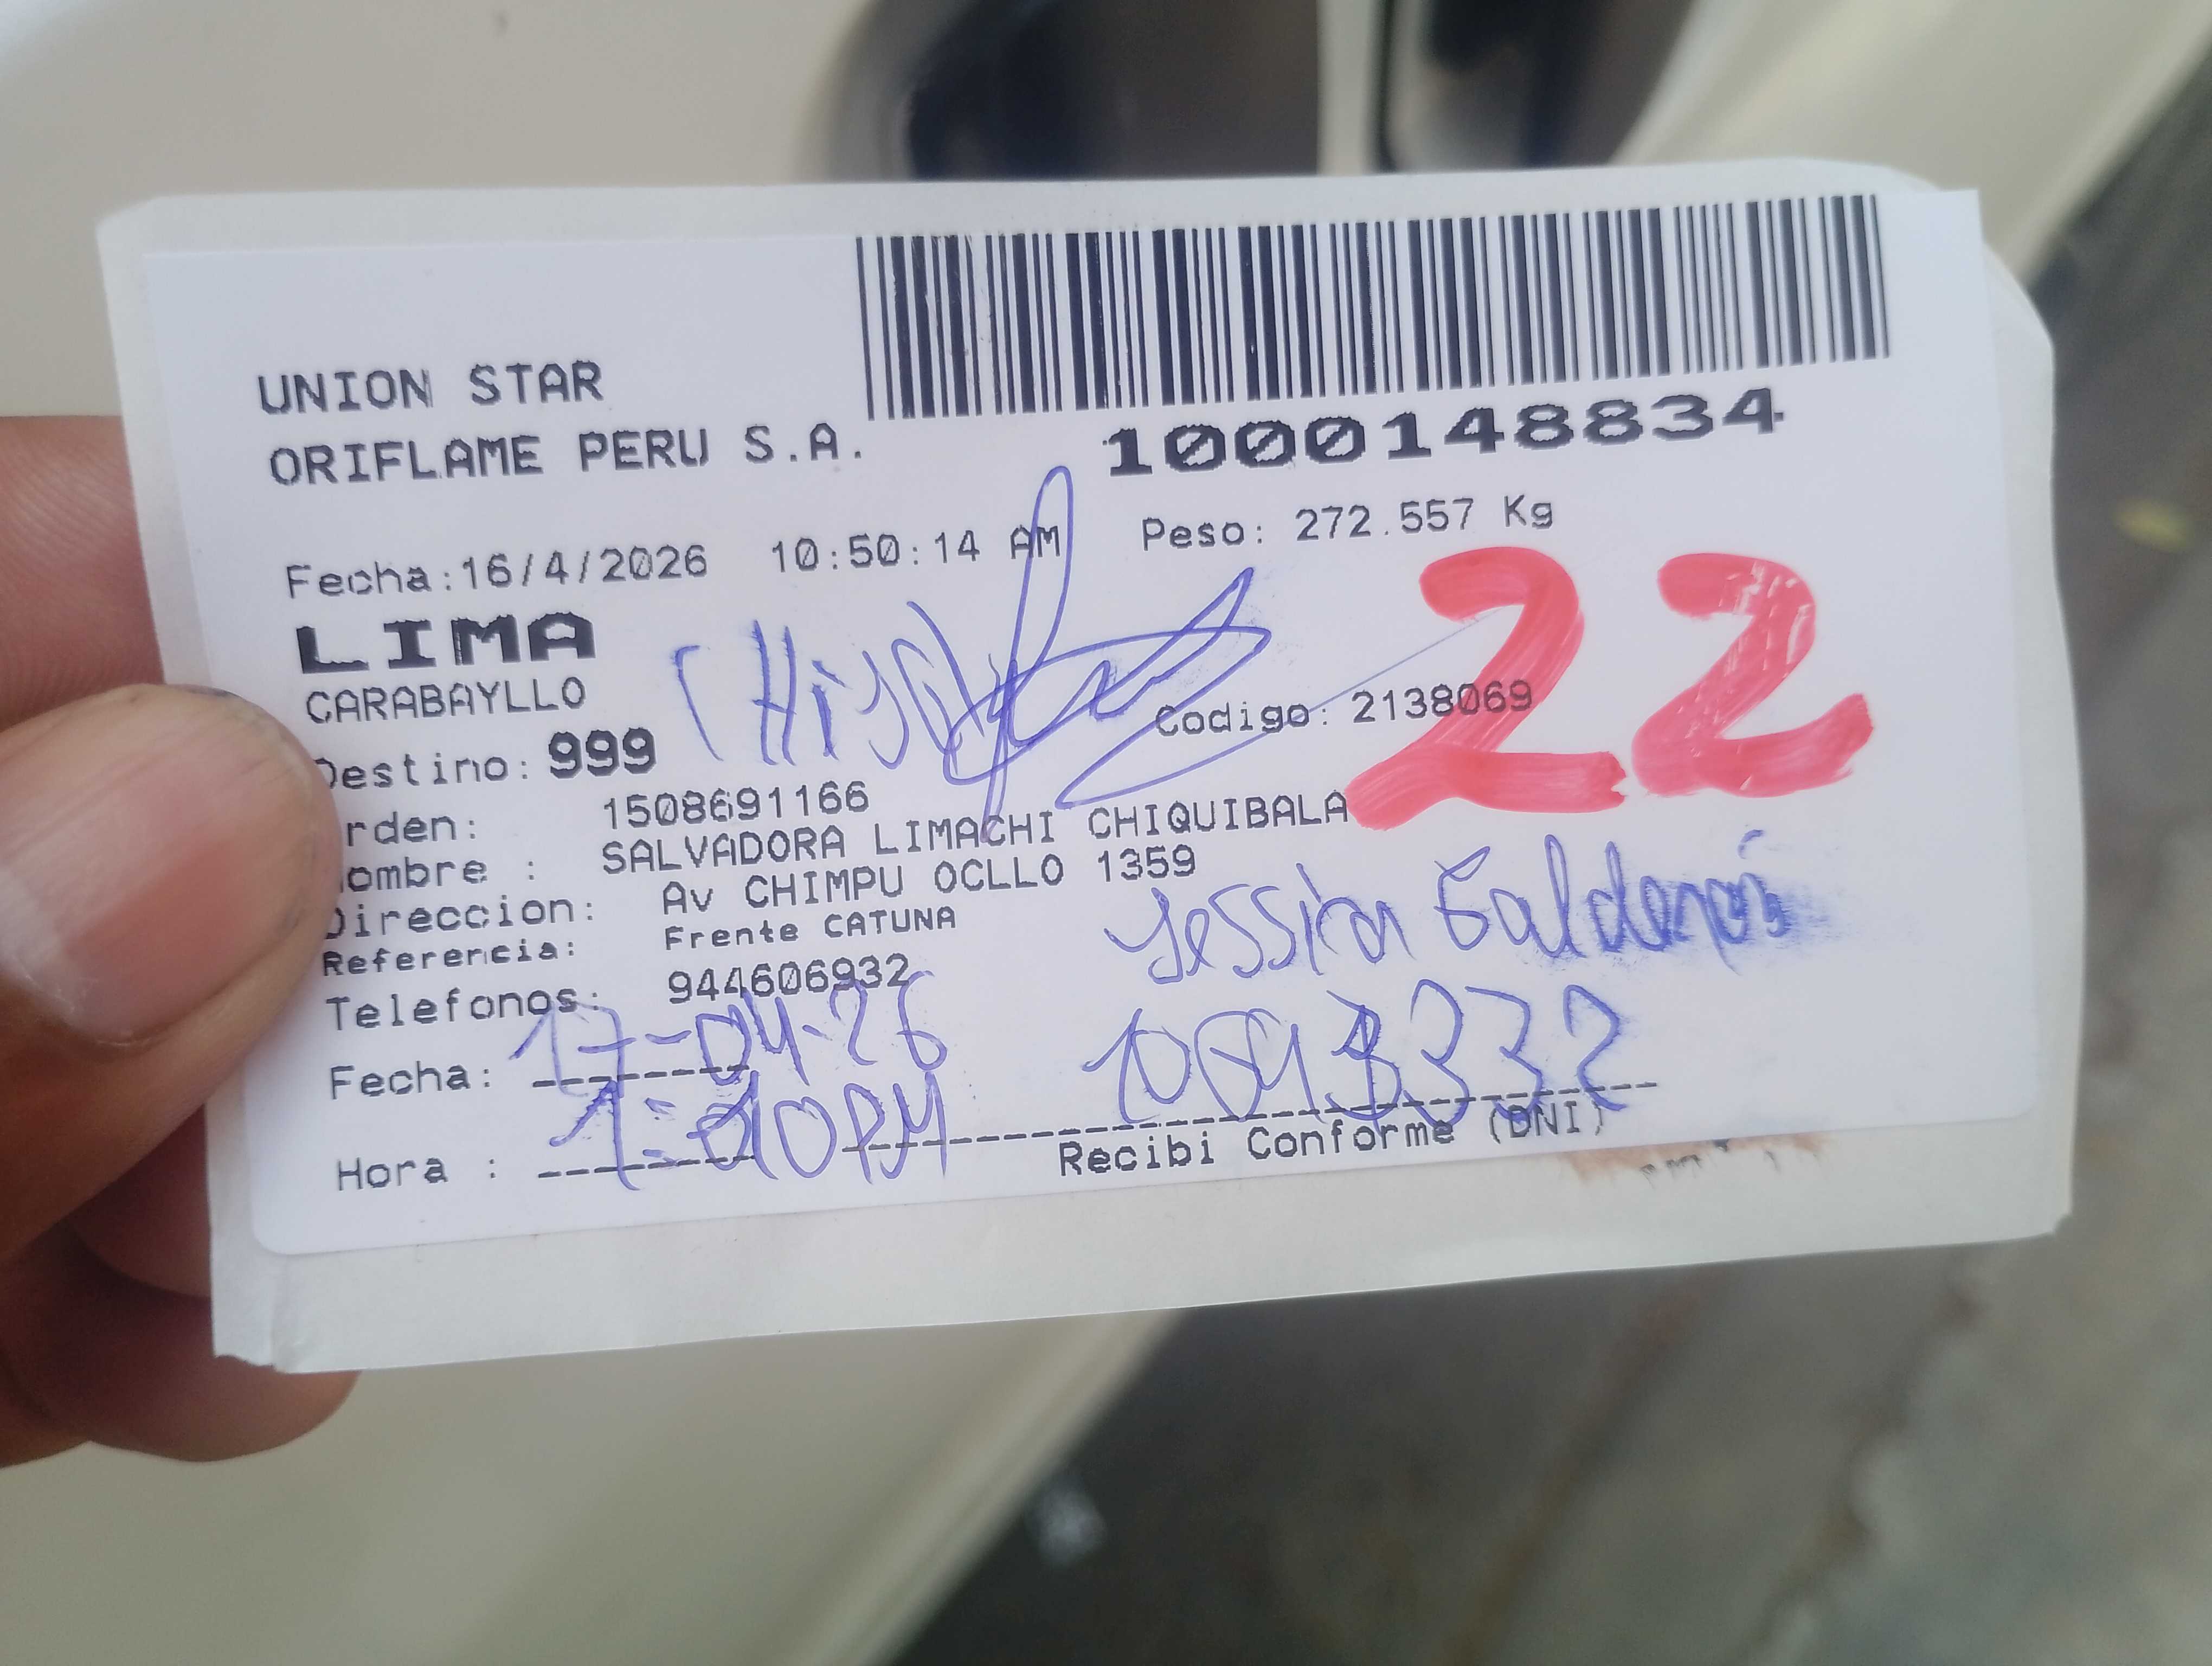 UNION STAR
ORIFLAME PERU S.A.
1000148834
Fecha:16/4/2026 10:50:14 AM Peso: 272.557 Kg
LIMA
CARABAYLLO
22
Codigo: 2138069
Destino: 999
rden: 1508691166
ombre : SALVADORA LIMACHI CHIQUIBALA
Direccion: Av CHIMPU OCLLO 1359
Referencia: Frente CATUNA
Jessica
Telefonos: 944606932
Fecha: 17-04-26
Hora :
Recibi Conforme (DNI)